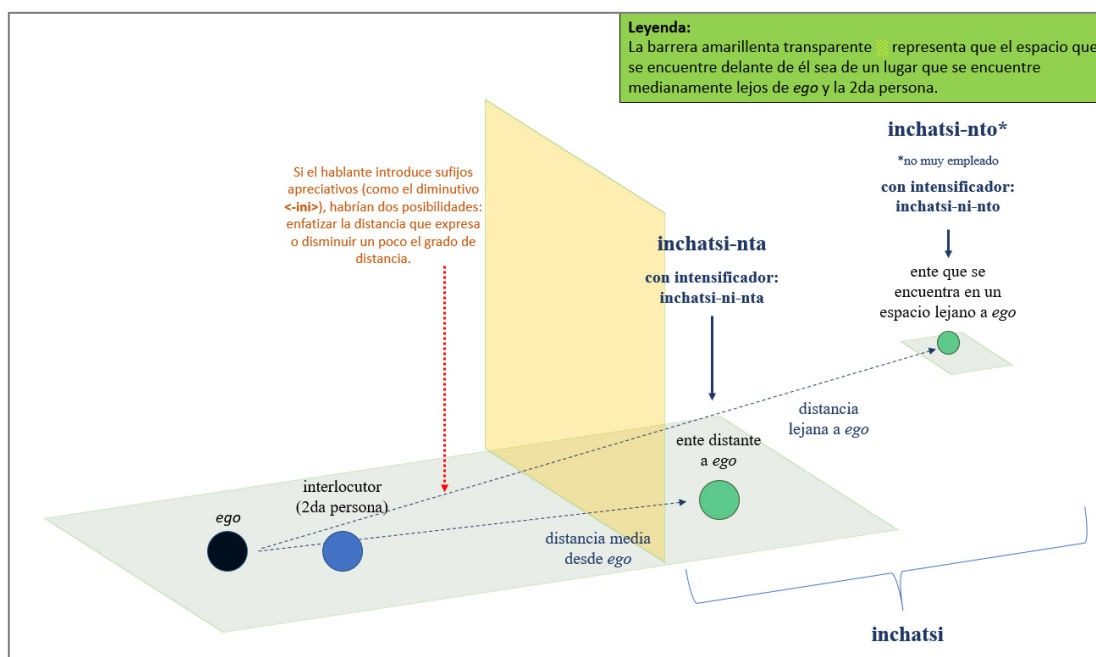 Leyenda:
La barrera amarillenta transparente representa que el espacio que
se encuentre delante de él sea de un lugar que se encuentre
medianamente lejos de ego y la 2da persona.
inchatsi-nto*
*no muy empleado
con intensificador:
inchatsi-ni-nto
Si el hablante introduce sufijos
apreciativos (como el diminutivo
<-ini>), habrían dos posibilidades:
enfatizar la distancia que expresa
o disminuir un poco el grado de
distancia.
inchatsi-nta
con intensificador:
inchatsi-ni-nta
ente que se
encuentra en un
espacio lejano a ego
distancia
lejana a ego
ente distante
a ego
interlocutor
(2da persona)
ego
distancia media
desde ego
inchatsi